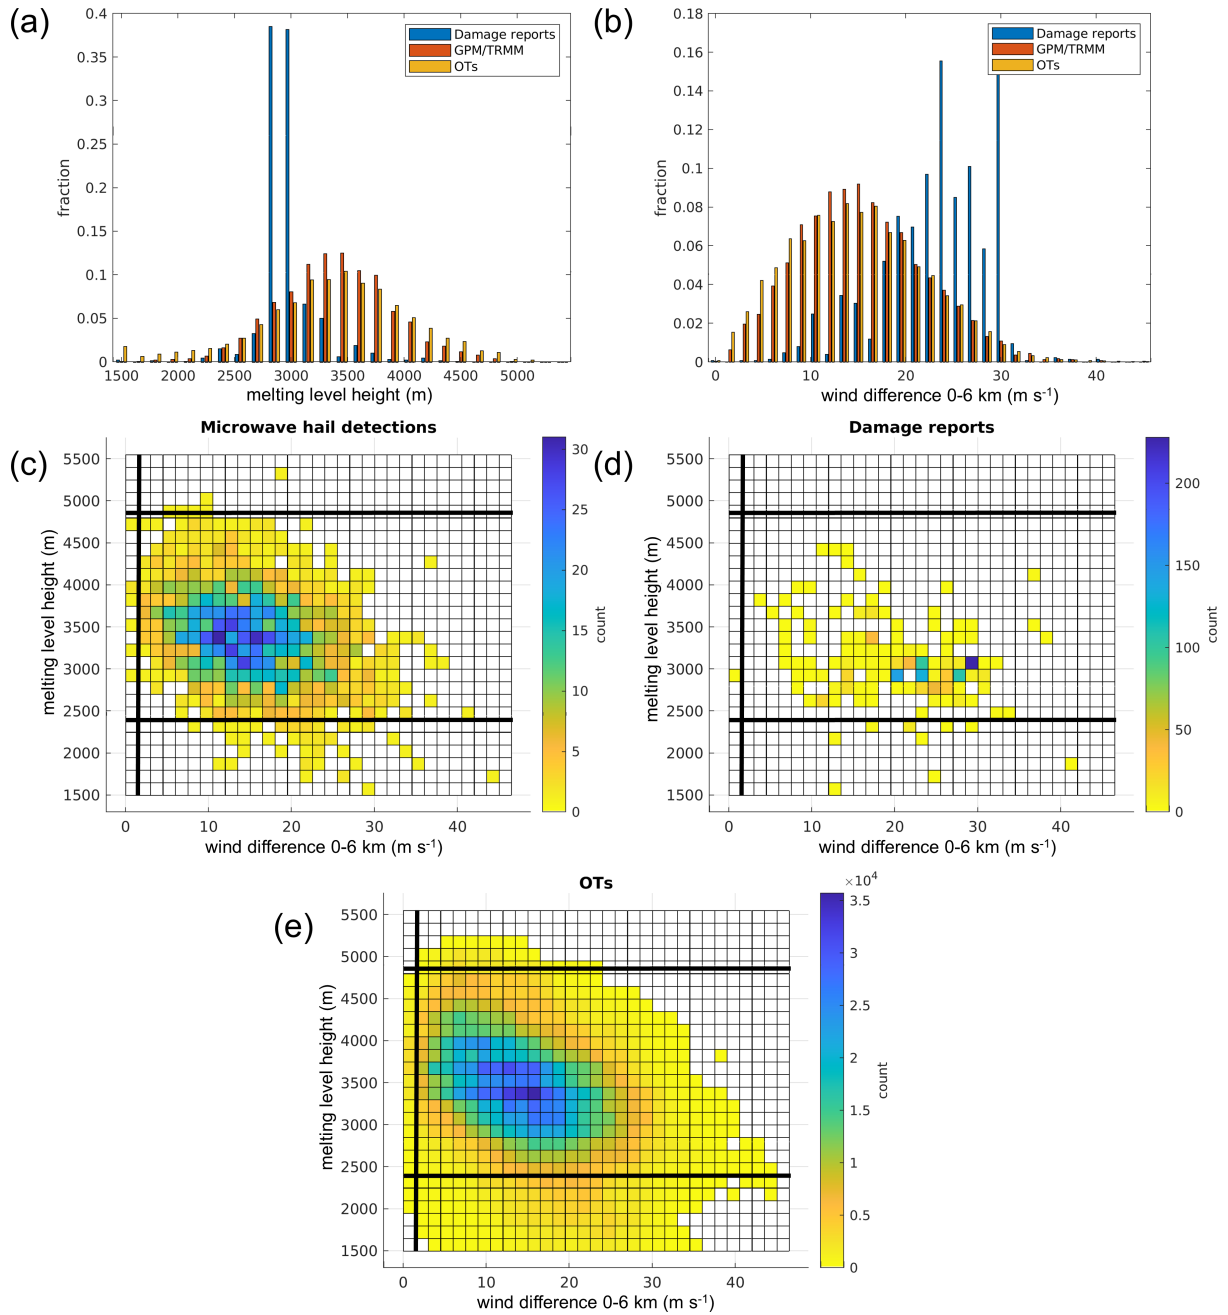 (a)
0.4
0.35
0.3
0.25
0.2
0.15
0.1
0.05
0
fraction
Damage reports
GPM/TRMM
OTs
1500 2000 2500 3000 3500 4000 4500 5000
melting level height (m)
(b)
0.18
0.16
0.14
0.12
0.1
0.08
0.06
0.04
0.02
0
fraction
Damage reports
GPM/TRMM
OTs
0 10 20 30 40
wind difference 0-6 km (m s⁻¹)
(c)
Microwave hail detections
5500
5000
4500
4000
3500
3000
2500
2000
1500
melting level height (m)
0 10 20 30 40
wind difference 0-6 km (m s⁻¹)
30
25
20
15
10
5
0
count
(d)
Damage reports
5500
5000
4500
4000
3500
3000
2500
2000
1500
melting level height (m)
0 10 20 30 40
wind difference 0-6 km (m s⁻¹)
200
150
100
50
0
count
(e)
OTs
5500
5000
4500
4000
3500
3000
2500
2000
1500
melting level height (m)
0 10 20 30 40
wind difference 0-6 km (m s⁻¹)
×10⁴
3.5
3
2.5
2
1.5
1
0.5
0
count